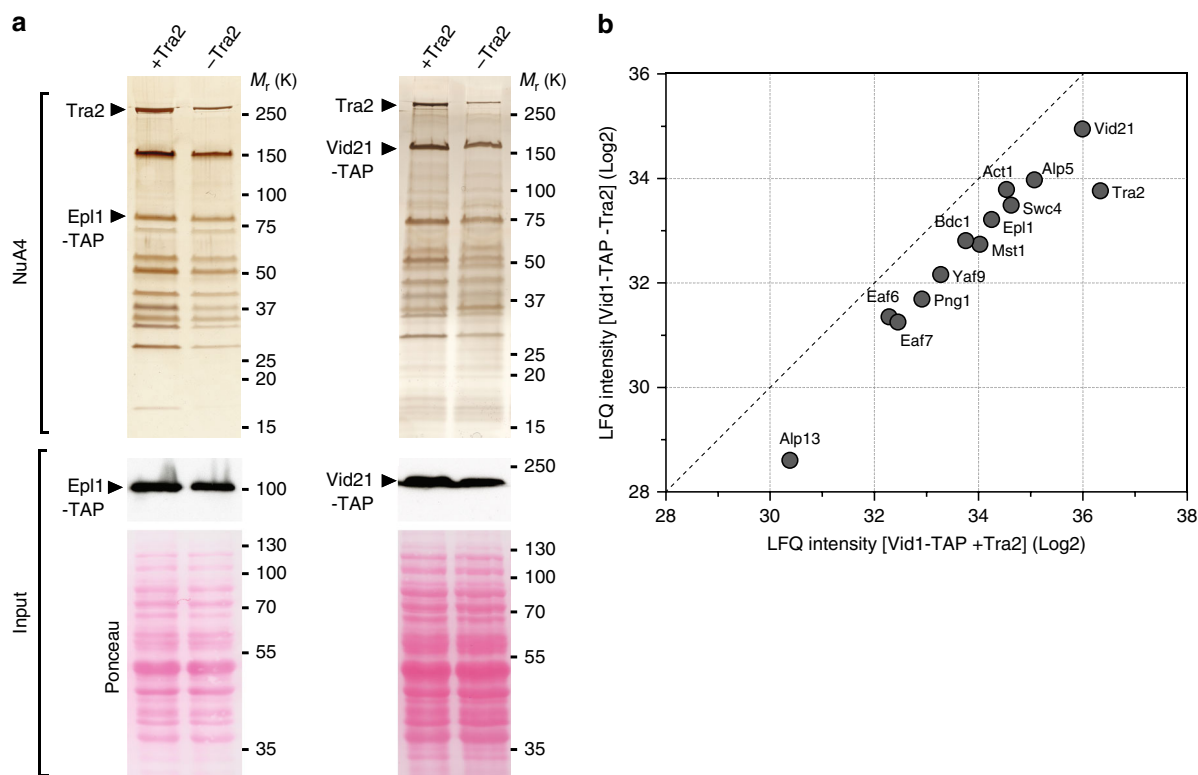 a
+Tra2
–Tra2
Mr (K)
Tra2
250
150
100
Epl1
-TAP
75
50
37
25
20
15
NuA4
+Tra2
–Tra2
Mr (K)
Tra2
250
Vid21
-TAP
150
100
75
50
37
25
20
15
Input
Epl1
-TAP
100
Vid21
-TAP
250
Ponceau
130
100
70
55
35
130
100
70
55
35
b
LFQ intensity [Vid1-TAP -Tra2] (Log2)
36
34
32
30
28
Vid21
Act1
Alp5
Tra2
Swc4
Bdc1
Epl1
Mst1
Yaf9
Eaf6
Png1
Eaf7
Alp13
28 30 32 34 36 38
LFQ intensity [Vid1-TAP +Tra2] (Log2)